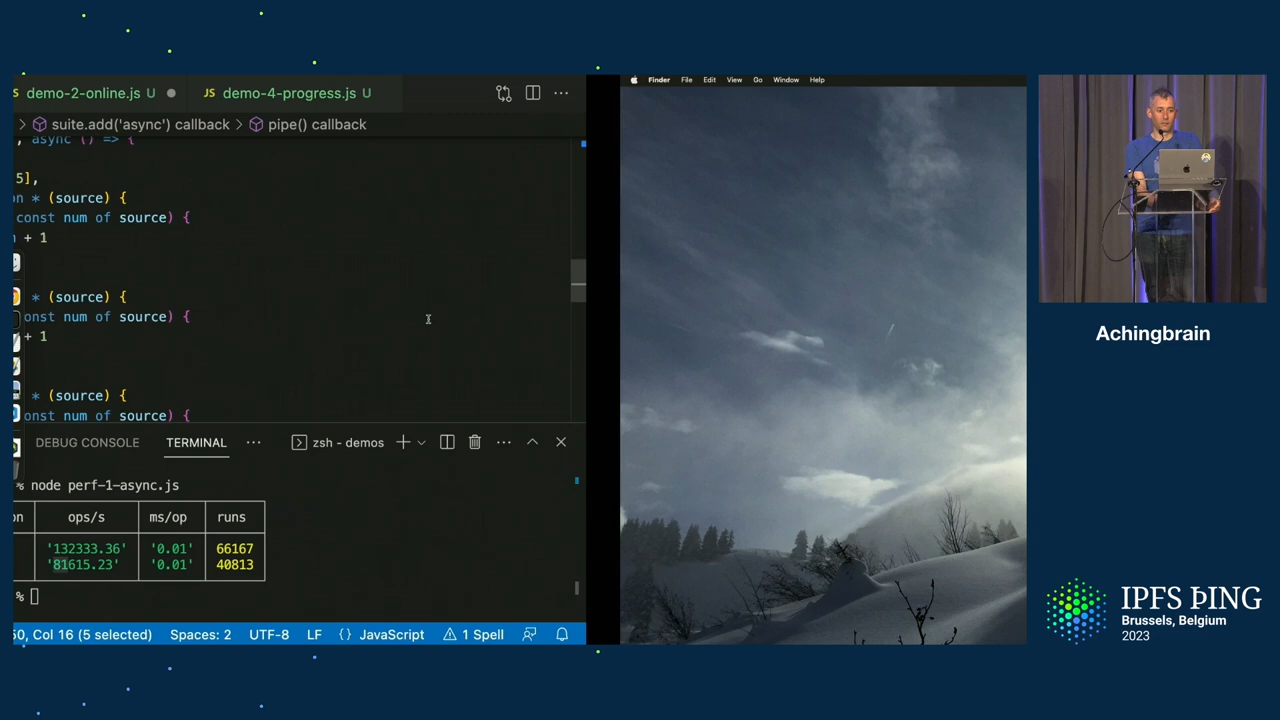 JS demo-2-online.js U ● JS demo-4-progress.js U ...
> suite.add('async') callback > pipe() callback
, async () => {
5],
on * (source) {
const num of source) {
+ 1
* (source) {
onst num of source) {
+ 1
* (source) {
onst num of source) {
DEBUG CONSOLE TERMINAL ... zsh - demos
% node perf-1-async.js
on ops/s ms/op runs
'132333.36' '0.01' 66167
'81615.23' '0.01' 40813
%
50, Col 16 (5 selected) Spaces: 2 UTF-8 LF {} JavaScript 1 Spell
Finder File Edit View Go Window Help
Achingbrain
IPFS ÞING
Brussels, Belgium
2023